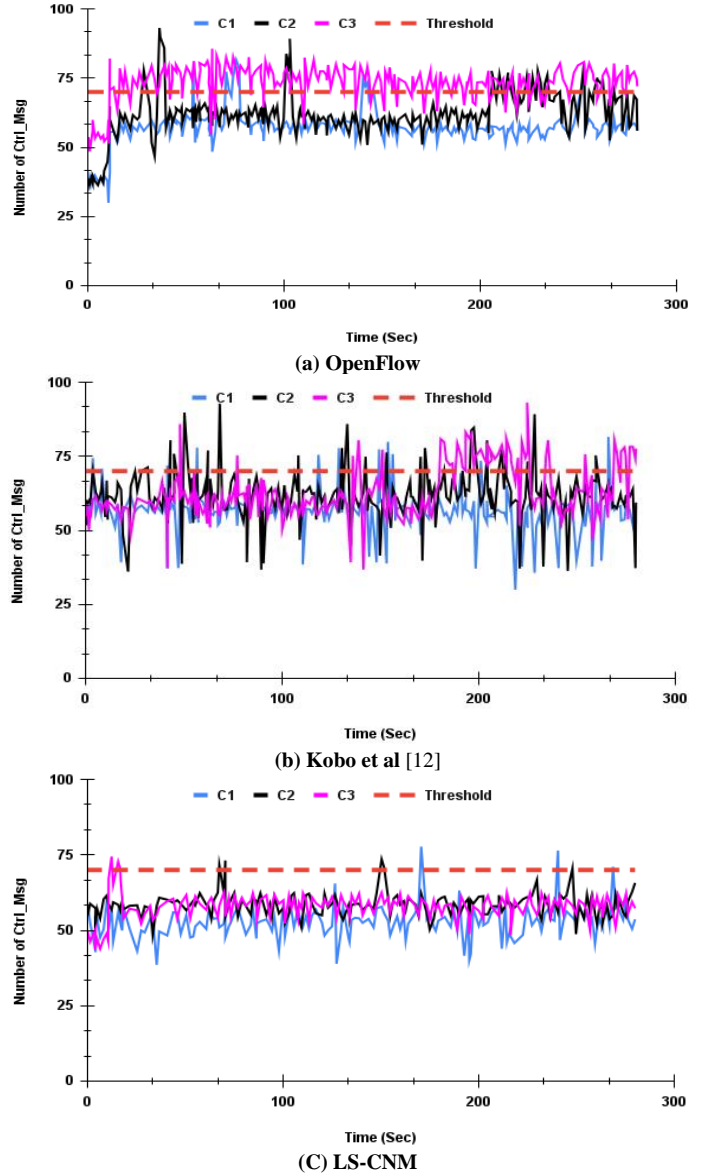 100
C1 C2 C3 Threshold
75
50
25
0
Number of Ctrl_Msg
0 100 200 300
Time (Sec)
(a) OpenFlow
100
C1 C2 C3 Threshold
75
50
25
0
Number of Ctrl_Msg
0 100 200 300
Time (Sec)
(b) Kobo et al [12]
100
C1 C2 C3 Threshold
75
50
25
0
Number of Ctrl_Msg
0 100 200 300
Time (Sec)
(C) LS-CNM